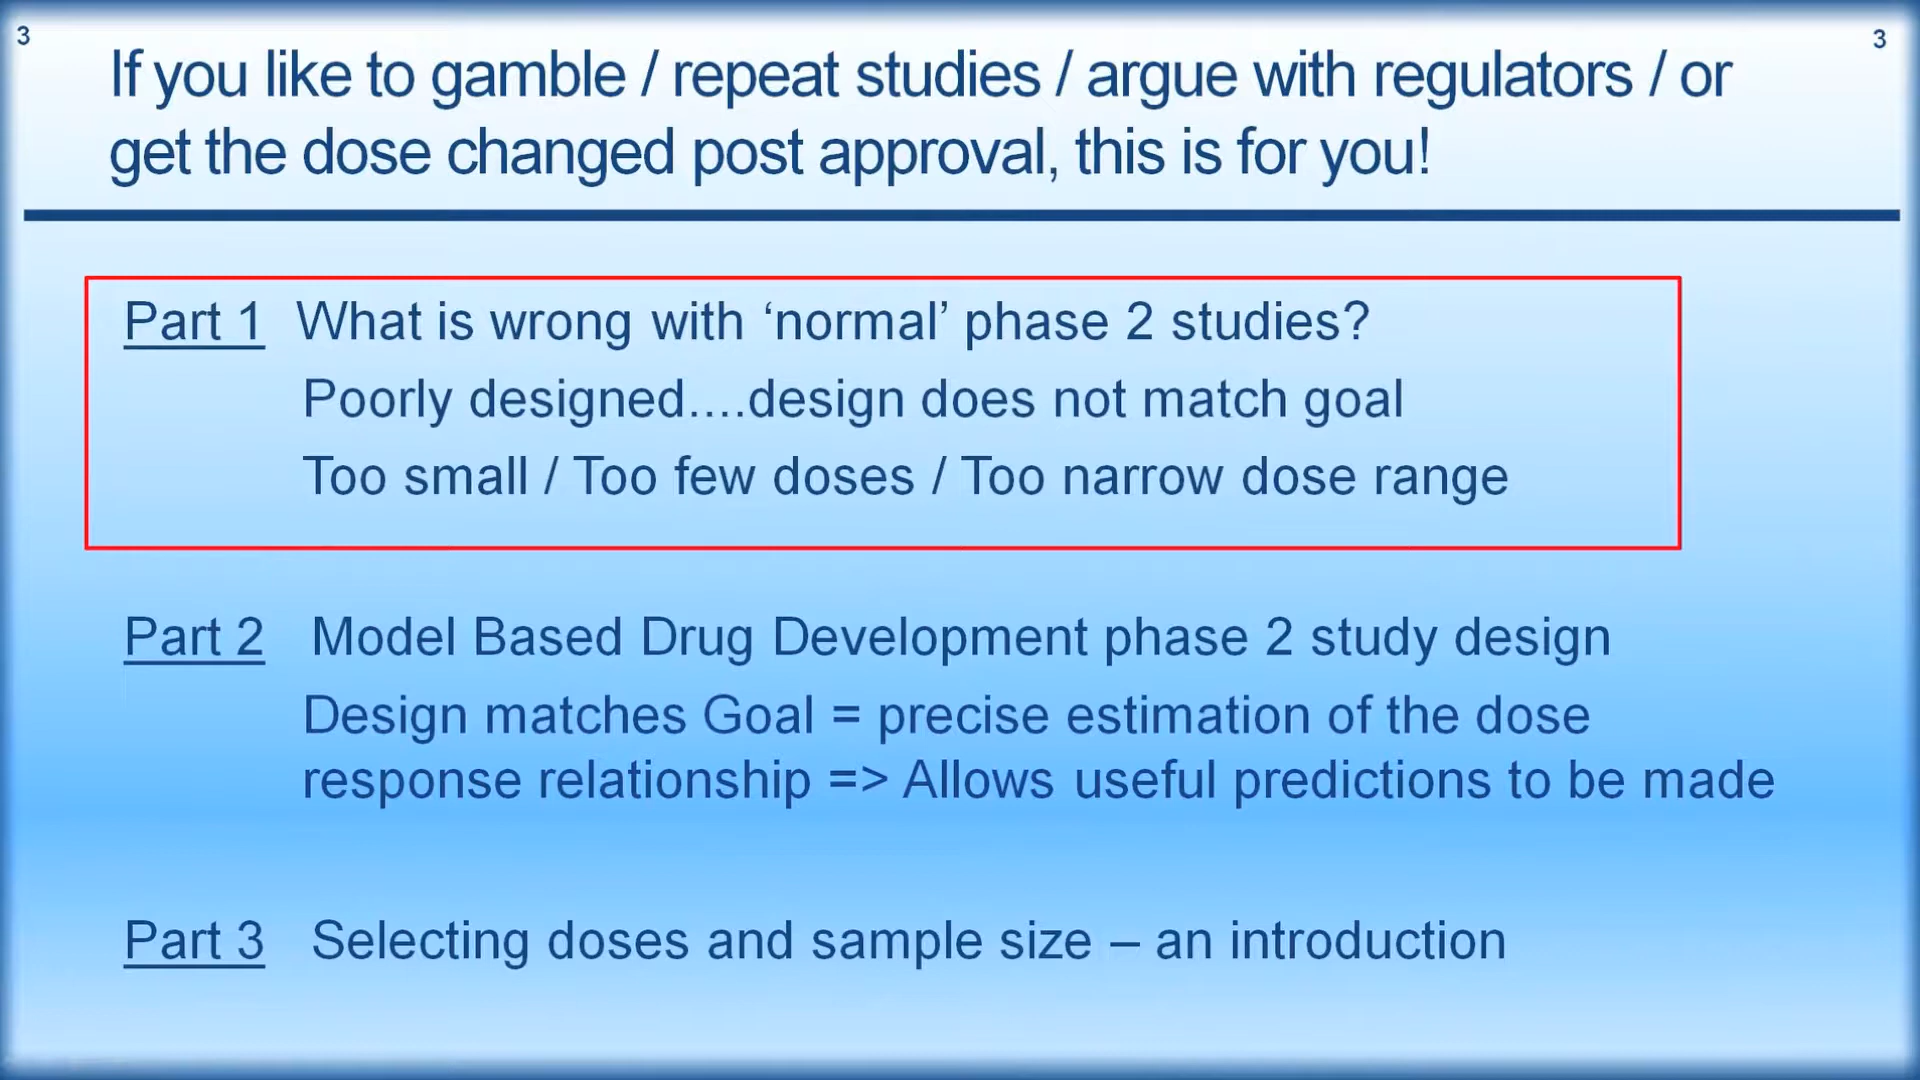 3
3
If you like to gamble / repeat studies / argue with regulators / or
get the dose changed post approval, this is for you!
Part 1 What is wrong with ‘normal’ phase 2 studies?
Poorly designed....design does not match goal
Too small / Too few doses / Too narrow dose range
Part 2 Model Based Drug Development phase 2 study design
Design matches Goal = precise estimation of the dose
response relationship => Allows useful predictions to be made
Part 3 Selecting doses and sample size – an introduction